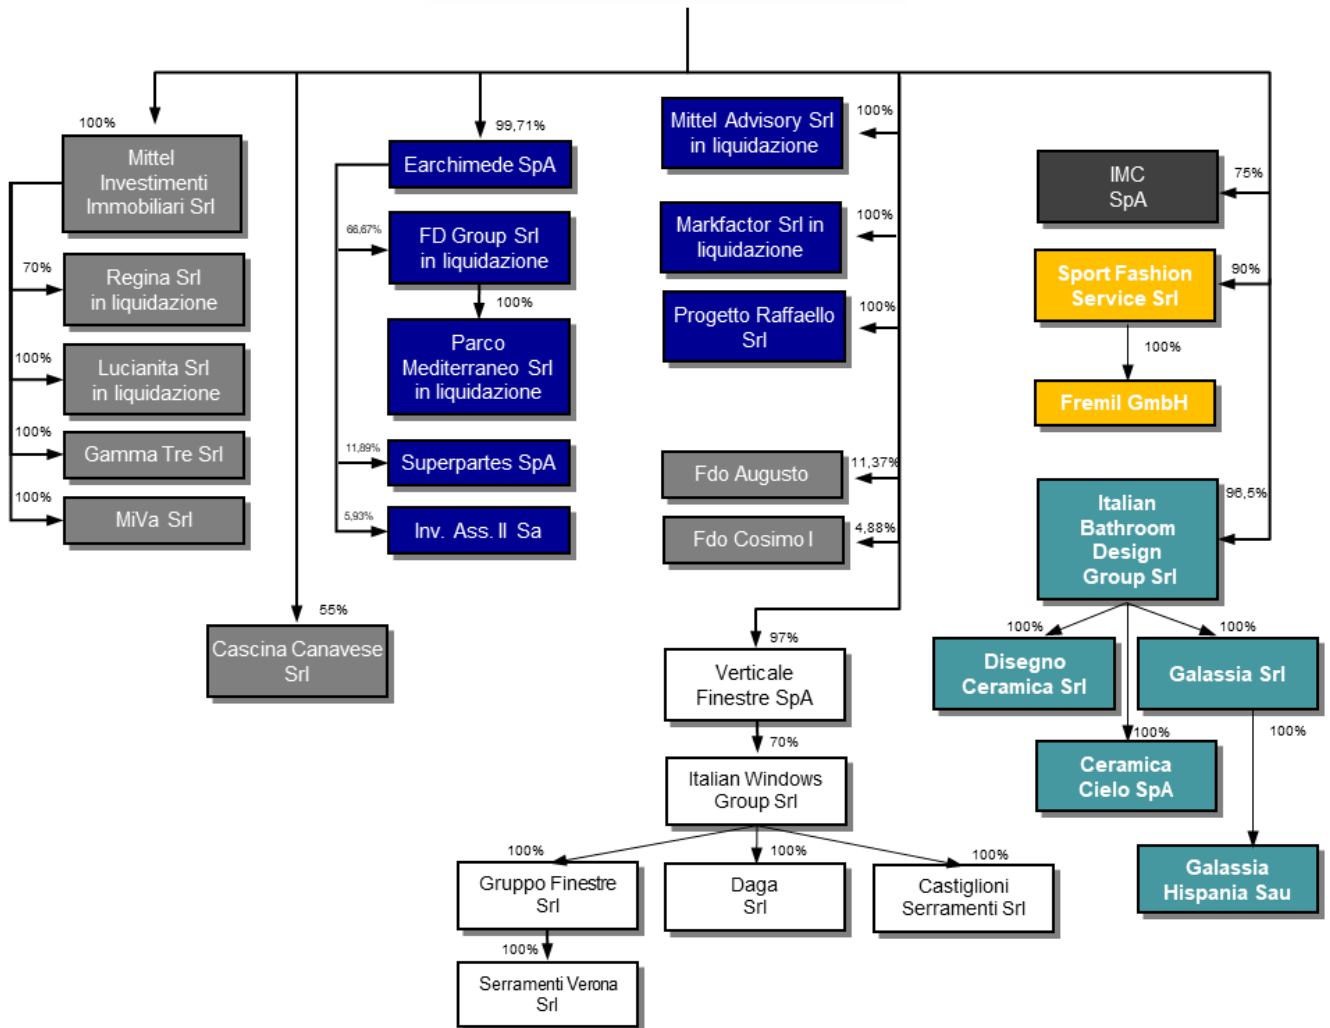 100%
Mittel
Investimenti
Immobiliari Srl
70%
Regina Srl
in liquidazione
100%
Lucianita Srl
in liquidazione
100%
Gamma Tre Srl
100%
MiVa Srl
55%
Cascina Canavese
Srl
99,71%
Earchimede SpA
66,67%
FD Group Srl
in liquidazione
100%
Parco
Mediterraneo Srl
in liquidazione
11,89%
Superpartes SpA
5,93%
Inv. Ass. II Sa
Mittel Advisory Srl
in liquidazione
100%
Markfactor Srl in
liquidazione
100%
Progetto Raffaello
Srl
100%
Fdo Augusto
11,37%
Fdo Cosimo I
4,88%
97%
Verticale
Finestre SpA
70%
Italian Windows
Group Srl
100%
Gruppo Finestre
Srl
100%
Serramenti Verona
Srl
100%
Daga
Srl
100%
Castiglioni
Serramenti Srl
IMC
SpA
75%
Sport Fashion
Service Srl
90%
100%
Fremil GmbH
96,5%
Italian
Bathroom
Design
Group Srl
100%
Disegno
Ceramica Srl
100%
Ceramica
Cielo SpA
100%
Galassia Srl
100%
Galassia
Hispania Sau